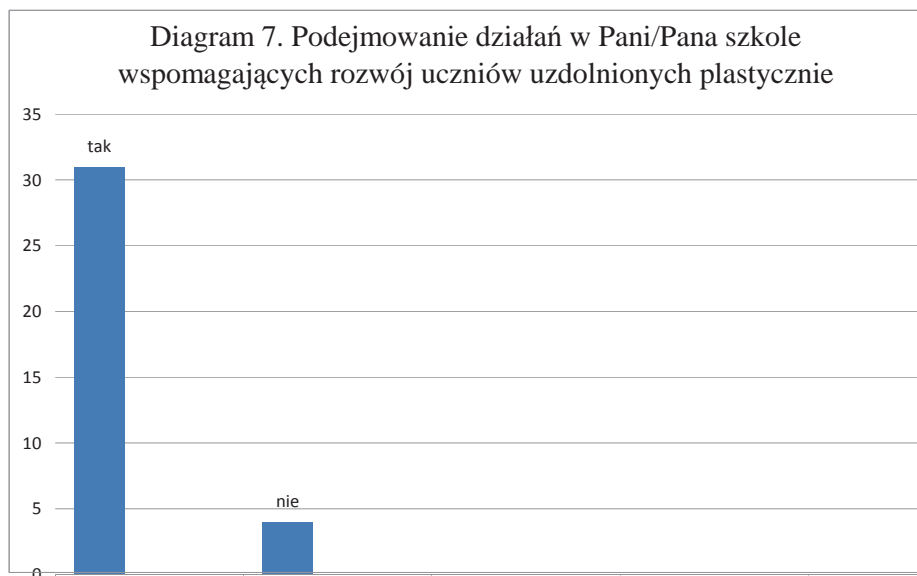 Diagram 7. Podejmowanie działań w Pani/Pana szkole
wspomagających rozwój uczniów uzdolnionych plastycznie
35
tak
30
25
20
15
10
5
nie
0